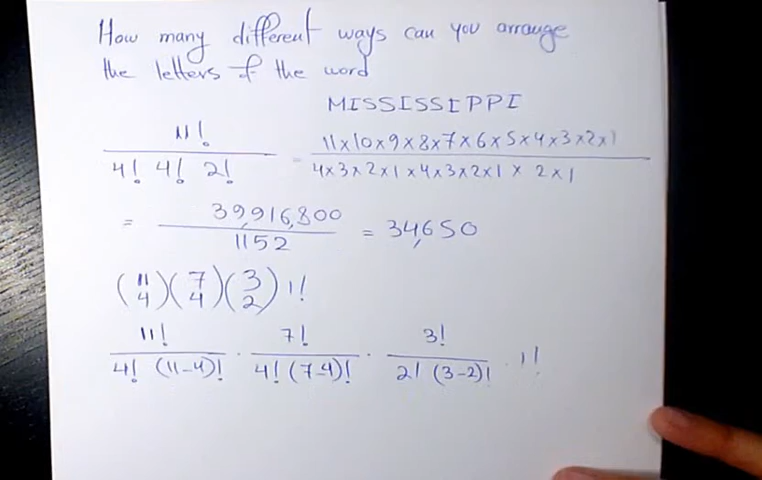 How many different ways can you arrange
the letters of the word
MISSISSIPPI
11! / 4! 4! 2! = 11×10×9×8×7×6×5×4×3×2×1 / 4×3×2×1×4×3×2×1×2×1
= 39,916,800 / 1152 = 34,650
(11 4)(7 4)(3 2) 1!
11! / 4! (11-4)! · 7! / 4! (7-4)! · 3! / 2! (3-2)! · 1!